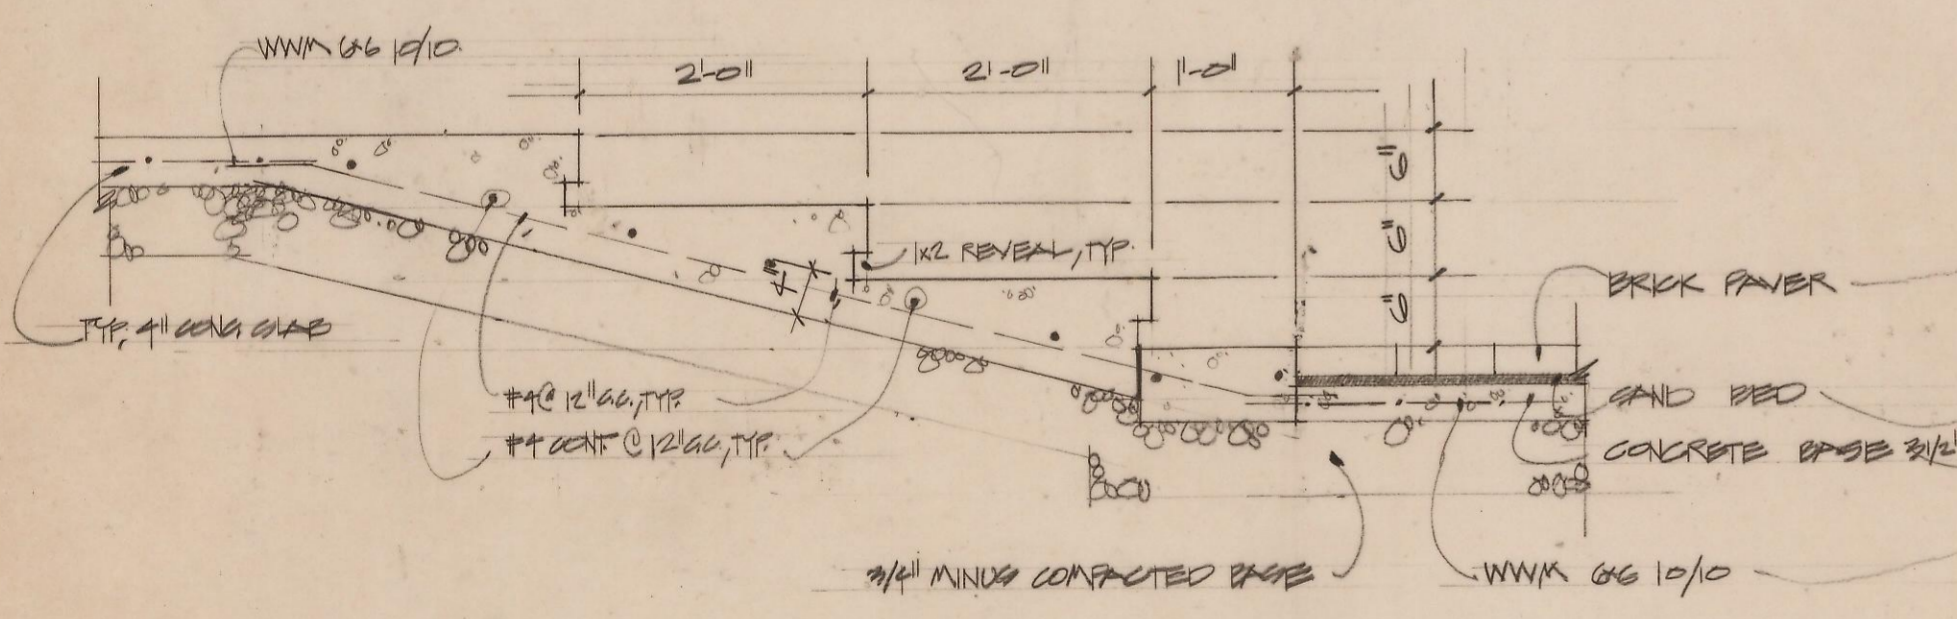 WWM 6x6 10/10.
2'-0" 2'-0" 1'-0"
6"
6"
6"
1x2 REVEAL, TYP.
4"
BRICK PAVER
TYP. 4" CONC. SLAB
#4@ 12" O.C., TYP.
SAND BED
#4 CONT. @ 12" O.C., TYP.
CONCRETE BASE 3 1/2"
3/4" MINUS COMPACTED BASE
WWM 6x6 10/10